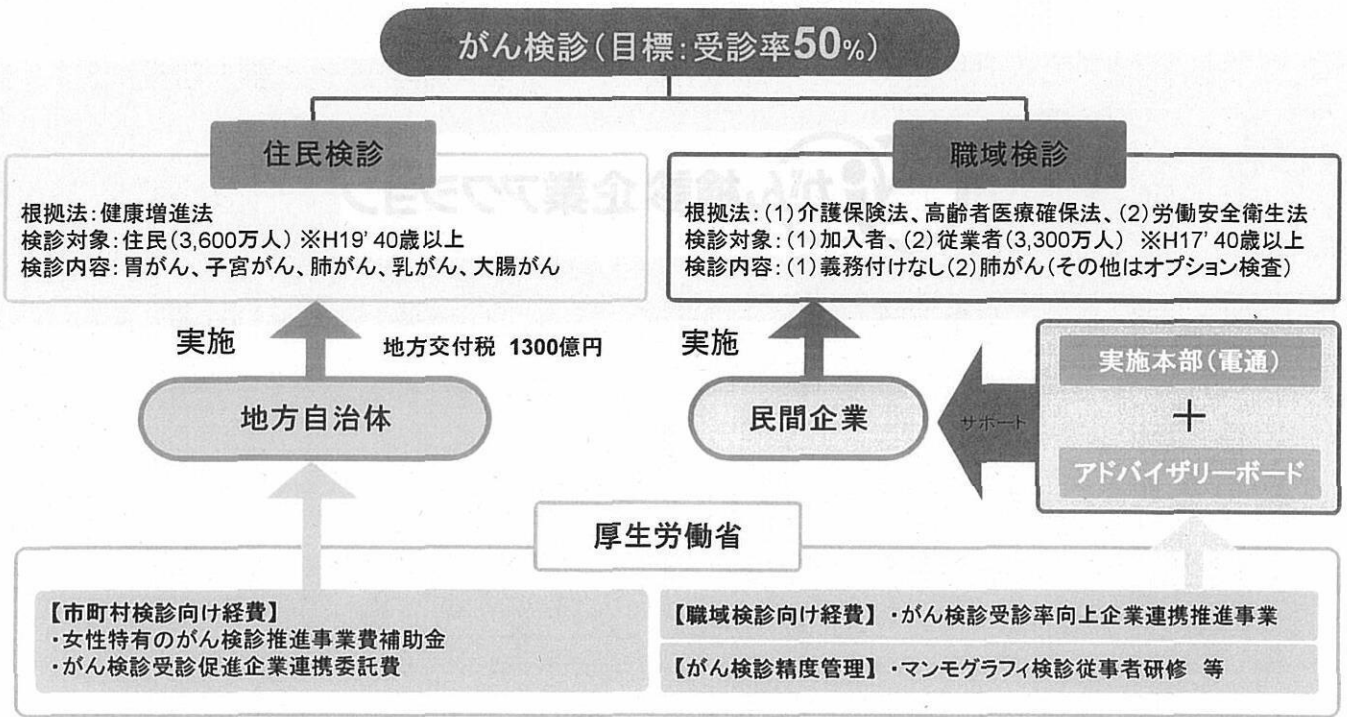 がん検診(目標:受診率50%)
住民検診
根拠法:健康増進法
検診対象:住民(3,600万人) ※H19' 40歳以上
検診内容:胃がん、子宮がん、肺がん、乳がん、大腸がん
職域検診
根拠法:(1)介護保険法、高齢者医療確保法、(2)労働安全衛生法
検診対象:(1)加入者、(2)従業者(3,300万人) ※H17' 40歳以上
検診内容:(1)義務付けなし(2)肺がん(その他はオプション検査)
がん検診 企業アクション
実施
地方交付税 1300億円
地方自治体
実施
民間企業
サポート
実施本部(電通)
+
アドバイザリーボード
厚生労働省
【市町村検診向け経費】
・女性特有のがん検診推進事業費補助金
・がん検診受診促進企業連携委託費
【職域検診向け経費】 ・がん検診受診率向上企業連携推進事業
【がん検診精度管理】 ・マンモグラフィ検診従事者研修 等